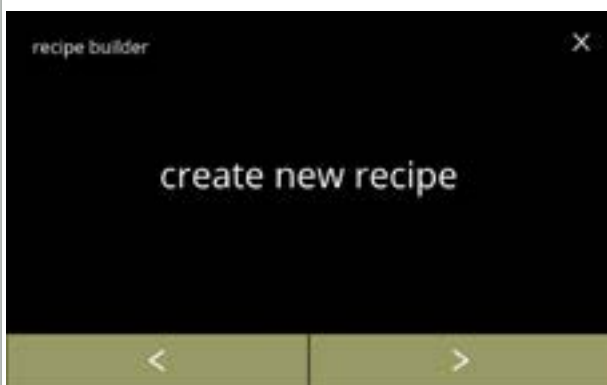 recipe builder
×
create new recipe
< >